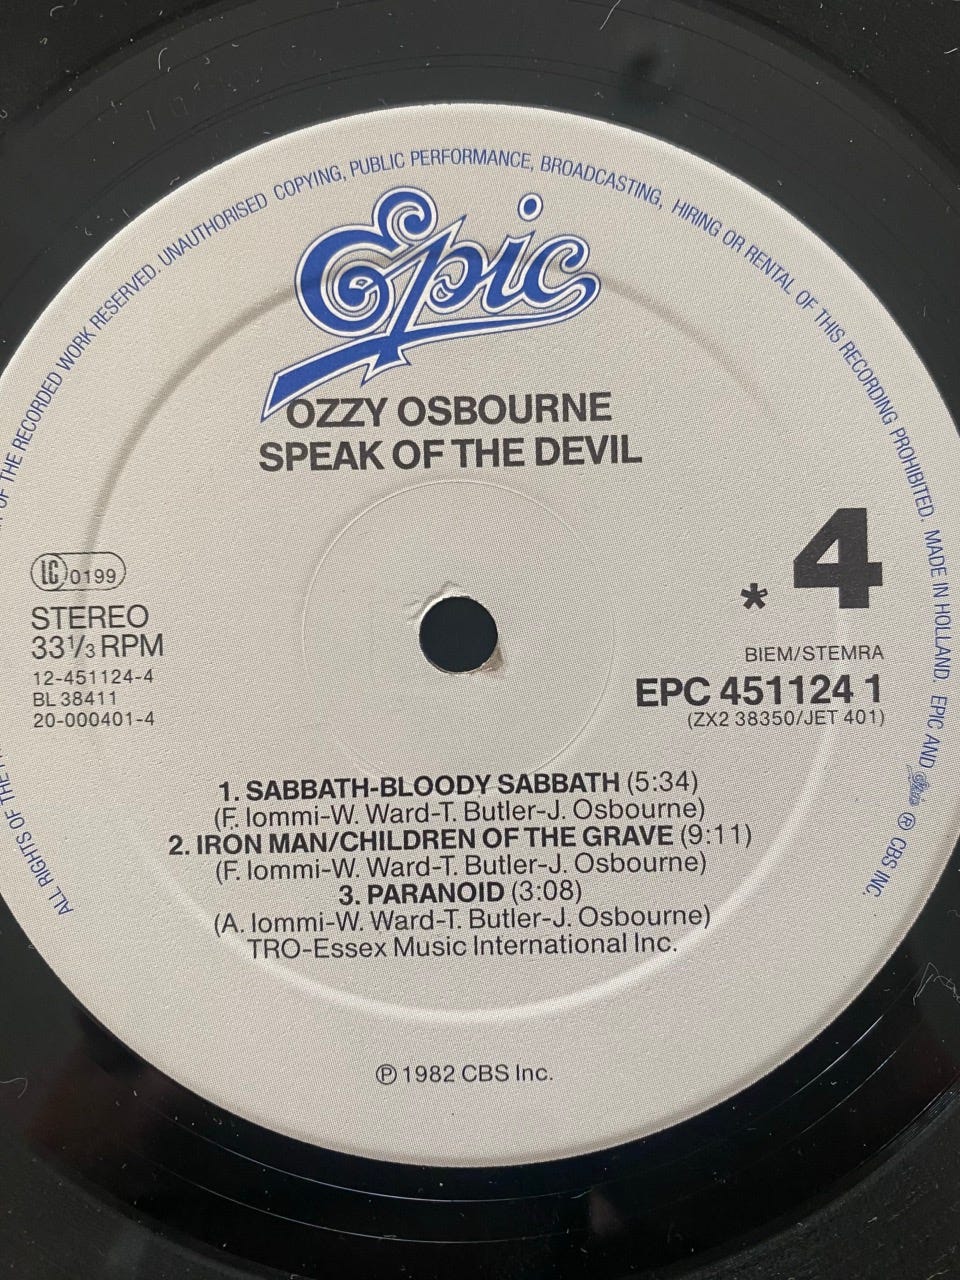 OF THE RECORDED WORK RESERVED. UNAUTHORISED COPYING, PUBLIC PERFORMANCE, BROADCASTING, HIRING OR RENTAL OF THIS RECORDING PROHIBITED. MADE IN HOLLAND. EPIC AND Epic ® CBS INC.
Epic
OZZY OSBOURNE
SPEAK OF THE DEVIL
LC 0199
STEREO
33 1/3 RPM
12-451124-4
BL 38411
20-000401-4
* 4
BIEM/STEMRA
EPC 451124 1
(ZX2 38350/JET 401)
1. SABBATH-BLOODY SABBATH (5:34)
(F. Iommi-W. Ward-T. Butler-J. Osbourne)
2. IRON MAN/CHILDREN OF THE GRAVE (9:11)
(F. Iommi-W. Ward-T. Butler-J. Osbourne)
3. PARANOID (3:08)
(A. Iommi-W. Ward-T. Butler-J. Osbourne)
TRO-Essex Music International Inc.
℗ 1982 CBS Inc.
ALL RIGHTS OF THE